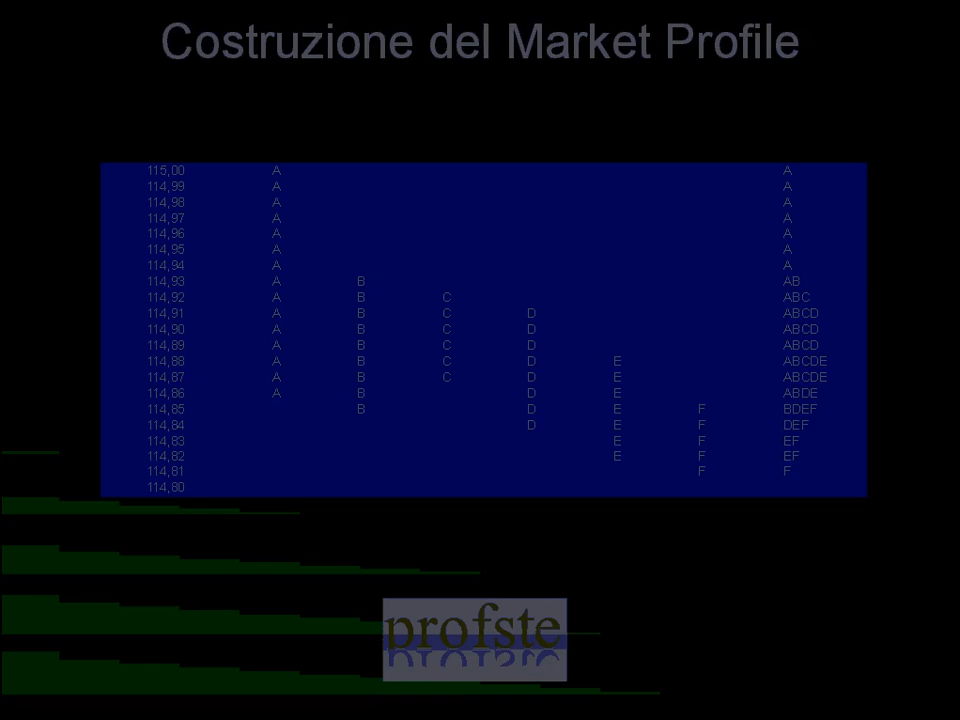 Costruzione del Market Profile
115,00 A A
114,99 A A
114,98 A A
114,97 A A
114,96 A A
114,95 A A
114,94 A A
114,93 A B AB
114,92 A B C ABC
114,91 A B C D ABCD
114,90 A B C D ABCD
114,89 A B C D ABCD
114,88 A B C D E ABCDE
114,87 A B C D E ABCDE
114,86 A B D E ABDE
114,85 B D E F BDEF
114,84 D E F DEF
114,83 E F EF
114,82 E F EF
114,81 F F
114,80
profste